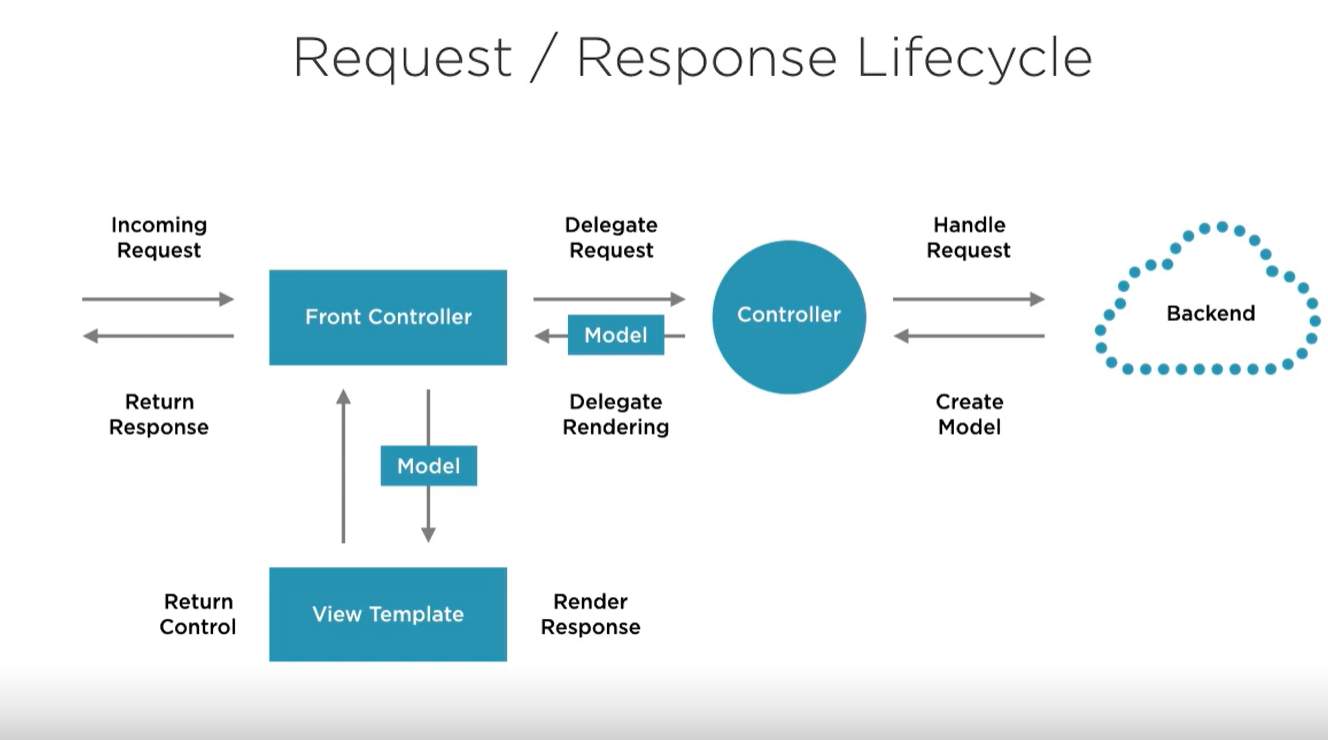 Request / Response Lifecycle
Incoming
Request
Delegate
Request
Handle
Request
Front Controller
Controller
Backend
Model
Return
Response
Delegate
Rendering
Create
Model
Model
Return
Control
View Template
Render
Response